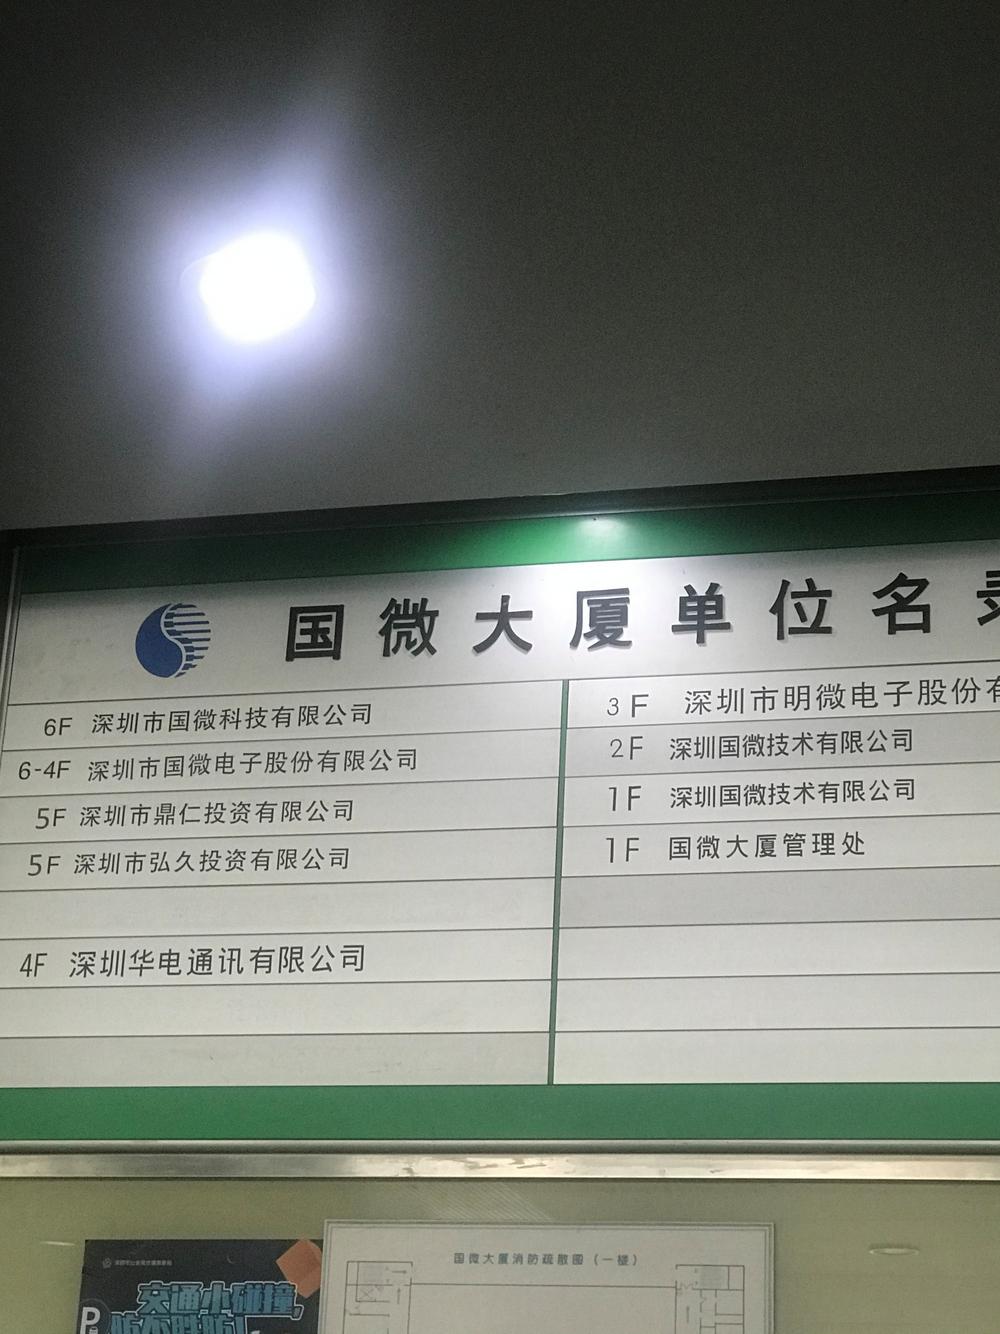 国微大厦单位名录
6F 深圳市国微科技有限公司
6-4F 深圳市国微电子股份有限公司
5F 深圳市鼎仁投资有限公司
5F 深圳市弘久投资有限公司
4F 深圳华电通讯有限公司
3F 深圳市明微电子股份有
2F 深圳国微技术有限公司
1F 深圳国微技术有限公司
1F 国微大厦管理处
国微大厦消防疏散图（一楼）
交通小碰撞，
防不胜防！
P